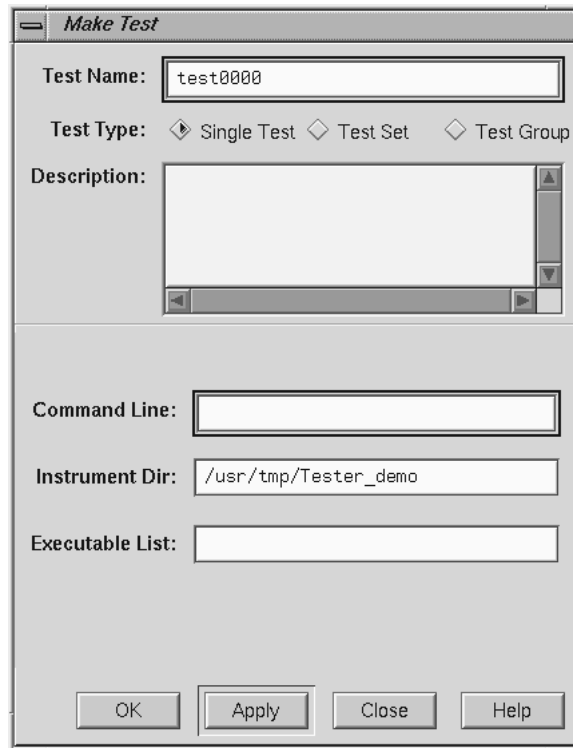 Make Test
Test Name: test0000
Test Type: Single Test Test Set Test Group
Description:
Command Line:
Instrument Dir: /usr/tmp/Tester_demo
Executable List:
OK Apply Close Help